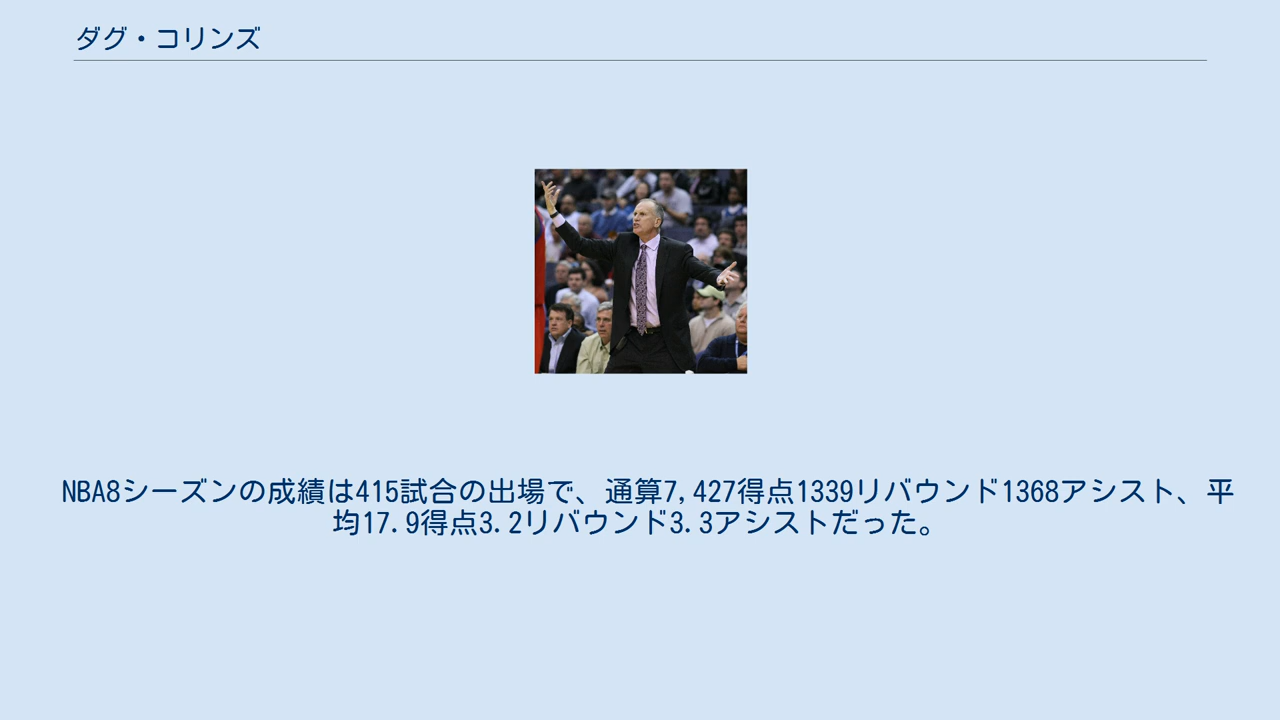 ダグ・コリンズ
NBA8シーズンの成績は415試合の出場で、通算7,427得点1339リバウンド1368アシスト、平
均17.9得点3.2リバウンド3.3アシストだった。